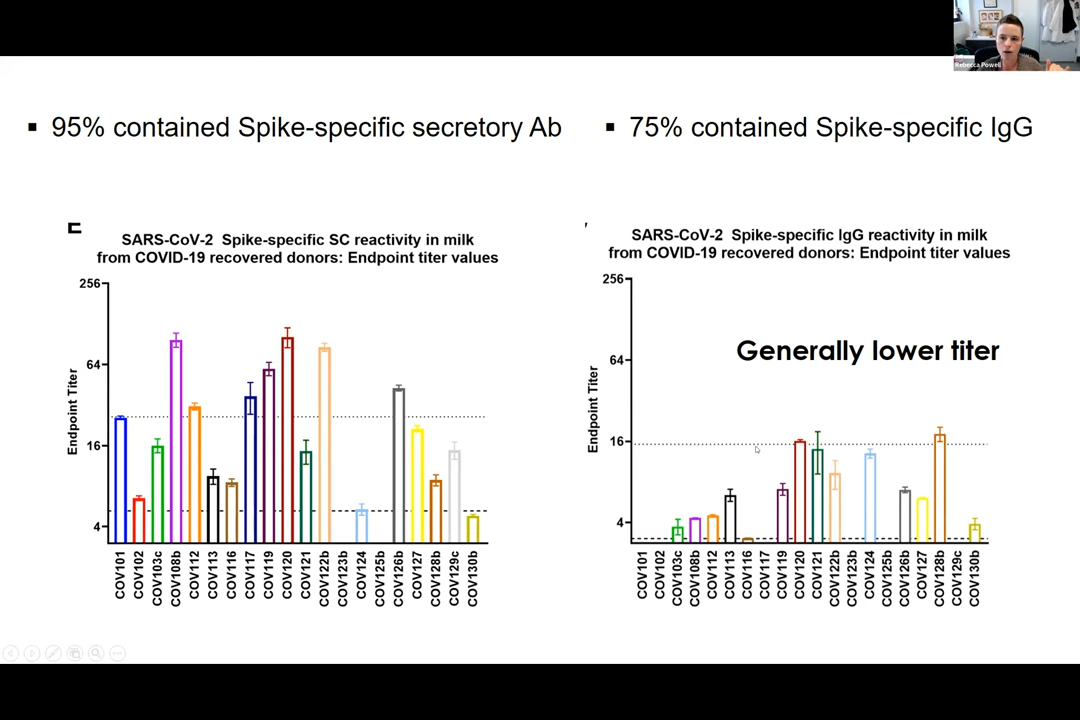 Rebecca Powell
▪ 95% contained Spike-specific secretory Ab
▪ 75% contained Spike-specific IgG
SARS-CoV-2 Spike-specific SC reactivity in milk
from COVID-19 recovered donors: Endpoint titer values
256
64
16
4
Endpoint Titer
COV101
COV102
COV103c
COV108b
COV112
COV113
COV116
COV117
COV119
COV120
COV121
COV122b
COV123b
COV124
COV125b
COV126b
COV127
COV128b
COV129c
COV130b
SARS-CoV-2 Spike-specific IgG reactivity in milk
from COVID-19 recovered donors: Endpoint titer values
Generally lower titer
256
64
16
4
Endpoint Titer
COV101
COV102
COV103c
COV108b
COV112
COV113
COV116
COV117
COV119
COV120
COV121
COV122b
COV123b
COV124
COV125b
COV126b
COV127
COV128b
COV129c
COV130b